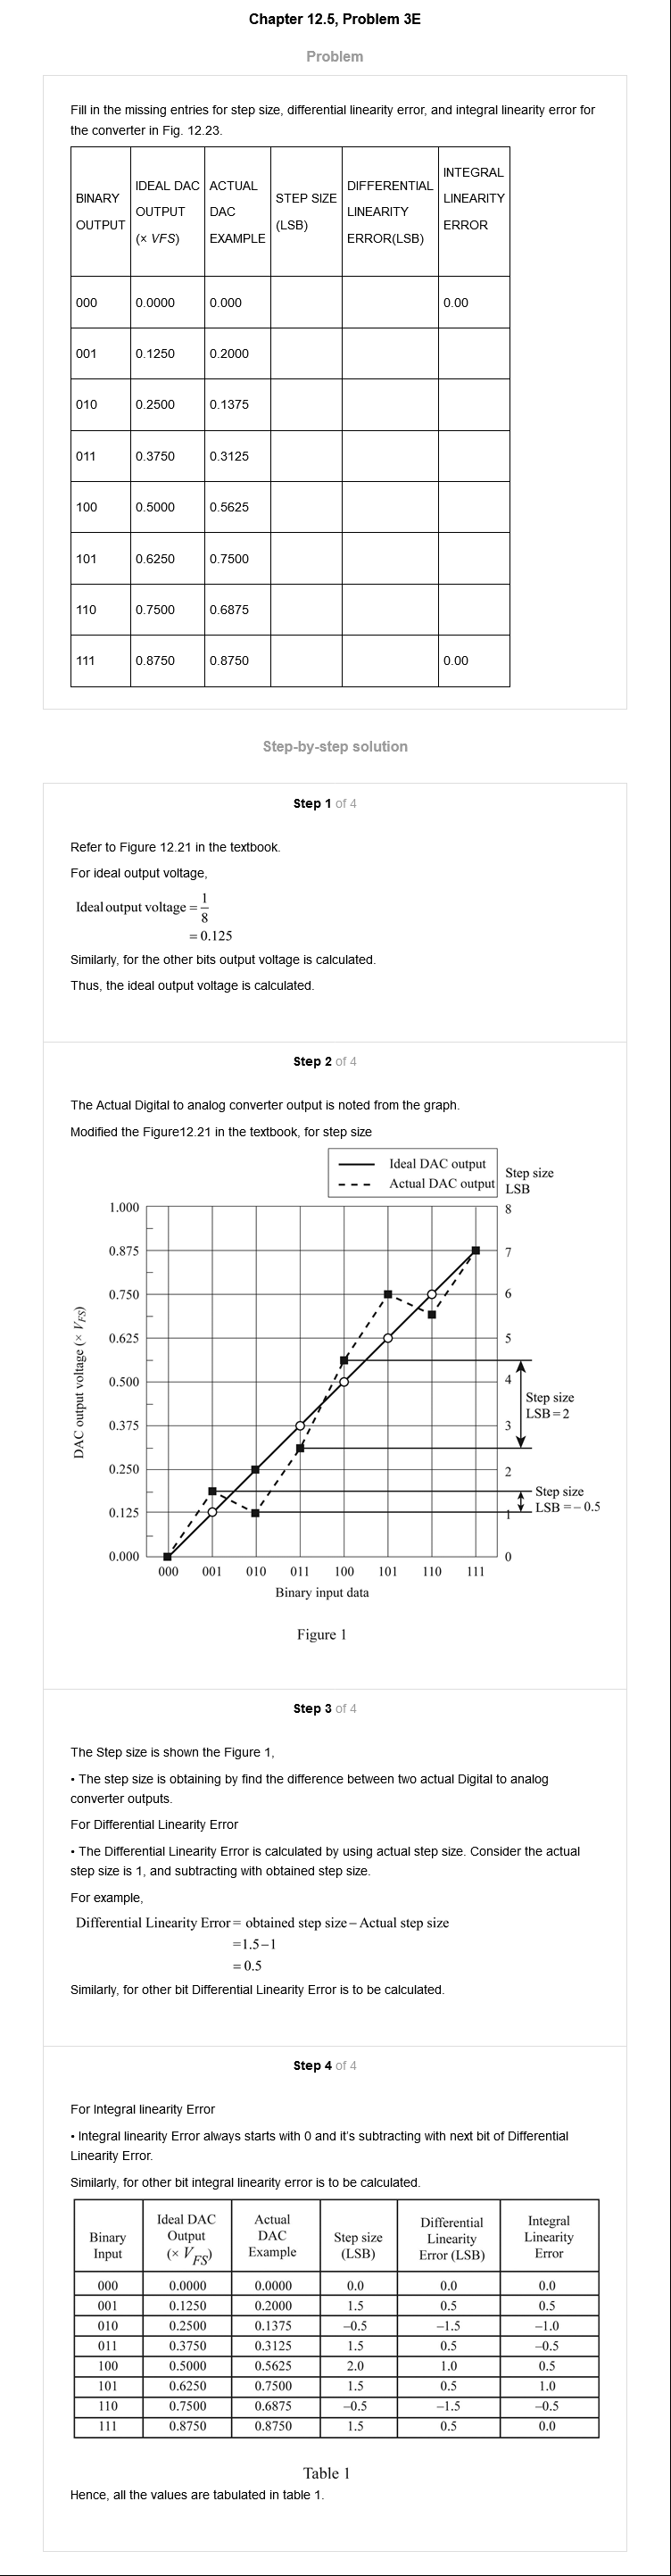 Chapter 12.5, Problem 3E
Problem
Fill in the missing entries for step size, differential linearity error, and integral linearity error for
the converter in Fig. 12.23.
BINARY OUTPUT IDEAL DAC OUTPUT (× VFS) ACTUAL DAC EXAMPLE STEP SIZE (LSB) DIFFERENTIAL LINEARITY ERROR(LSB) INTEGRAL LINEARITY ERROR
000 0.0000 0.000 0.00
001 0.1250 0.2000
010 0.2500 0.1375
011 0.3750 0.3125
100 0.5000 0.5625
101 0.6250 0.7500
110 0.7500 0.6875
111 0.8750 0.8750 0.00
Step-by-step solution
Step 1 of 4
Refer to Figure 12.21 in the textbook.
For ideal output voltage,
Ideal output voltage = 1/8
= 0.125
Similarly, for the other bits output voltage is calculated.
Thus, the ideal output voltage is calculated.
Step 2 of 4
The Actual Digital to analog converter output is noted from the graph.
Modified the Figure12.21 in the textbook, for step size
Ideal DAC output
Actual DAC output
Step size
LSB
1.000 8
0.875 7
0.750 6
0.625 5
0.500 4
0.375 3
0.250 2
0.125 1
0.000 0
DAC output voltage (× VFS)
Step size
LSB = 2
Step size
LSB = – 0.5
000 001 010 011 100 101 110 111
Binary input data
Figure 1
Step 3 of 4
The Step size is shown the Figure 1,
• The step size is obtaining by find the difference between two actual Digital to analog
converter outputs.
For Differential Linearity Error
• The Differential Linearity Error is calculated by using actual step size. Consider the actual
step size is 1, and subtracting with obtained step size.
For example,
Differential Linearity Error = obtained step size – Actual step size
=1.5–1
= 0.5
Similarly, for other bit Differential Linearity Error is to be calculated.
Step 4 of 4
For Integral linearity Error
• Integral linearity Error always starts with 0 and it's subtracting with next bit of Differential
Linearity Error.
Similarly, for other bit integral linearity error is to be calculated.
Binary Input Ideal DAC Output (× VFS) Actual DAC Example Step size (LSB) Differential Linearity Error (LSB) Integral Linearity Error
000 0.0000 0.0000 0.0 0.0 0.0
001 0.1250 0.2000 1.5 0.5 0.5
010 0.2500 0.1375 –0.5 –1.5 –1.0
011 0.3750 0.3125 1.5 0.5 –0.5
100 0.5000 0.5625 2.0 1.0 0.5
101 0.6250 0.7500 1.5 0.5 1.0
110 0.7500 0.6875 –0.5 –1.5 –0.5
111 0.8750 0.8750 1.5 0.5 0.0
Table 1
Hence, all the values are tabulated in table 1.